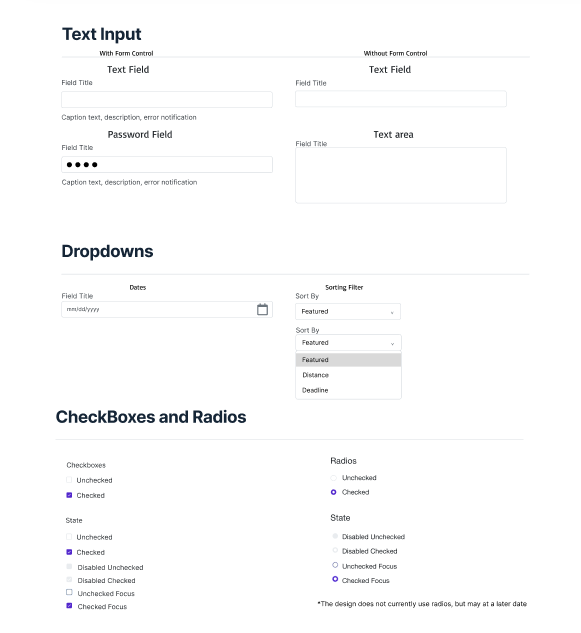 Text Input
With Form Control
Without Form Control
Text Field
Text Field
Field Title
Field Title
Caption text, description, error notification
Password Field
Text area
Field Title
Field Title
Caption text, description, error notification
Dropdowns
Dates
Sorting Filter
Field Title
Sort By
mm/dd/yyyy
Featured
Sort By
Featured
Featured
Distance
Deadline
CheckBoxes and Radios
Checkboxes
Radios
Unchecked
Unchecked
Checked
Checked
State
State
Unchecked
Disabled Unchecked
Checked
Disabled Checked
Disabled Unchecked
Unchecked Focus
Disabled Checked
Checked Focus
Unchecked Focus
Checked Focus
*The design does not currently use radios, but may at a later date